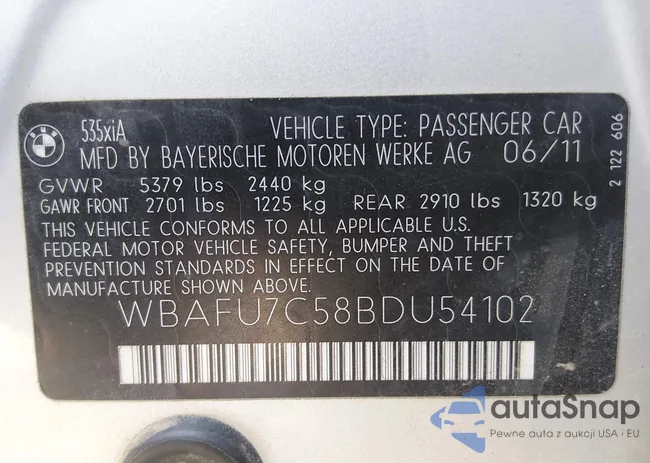 BMW
535xiA VEHICLE TYPE: PASSENGER CAR
MFD BY BAYERISCHE MOTOREN WERKE AG 06/11
GVWR 5379 lbs 2440 kg
GAWR FRONT 2701 lbs 1225 kg REAR 2910 lbs 1320 kg
THIS VEHICLE CONFORMS TO ALL APPLICABLE U.S.
FEDERAL MOTOR VEHICLE SAFETY, BUMPER AND THEFT
PREVENTION STANDARDS IN EFFECT ON THE DATE OF
MANUFACTURE SHOWN ABOVE.
WBAFU7C58BDU54102
2 122 606
autaSnap
Pewne auta z aukcji USA i EU